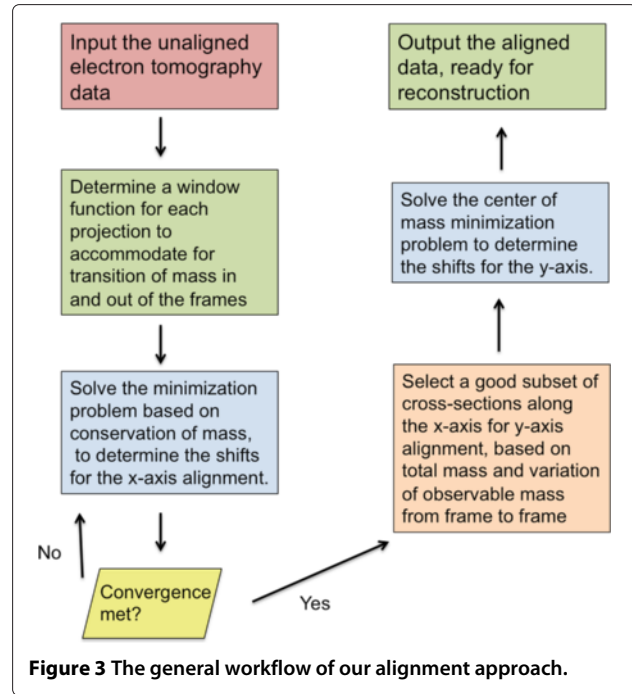 Input the unaligned
electron tomography
data
Determine a window
function for each
projection to
accommodate for
transition of mass in
and out of the frames
Solve the minimization
problem based on
conservation of mass,
to determine the shifts
for the x-axis alignment.
No
Convergence
met?
Yes
Select a good subset of
cross-sections along
the x-axis for y-axis
alignment, based on
total mass and variation
of observable mass
from frame to frame
Solve the center of
mass minimization
problem to determine
the shifts for the y-axis.
Output the aligned
data, ready for
reconstruction
Figure 3 The general workflow of our alignment approach.